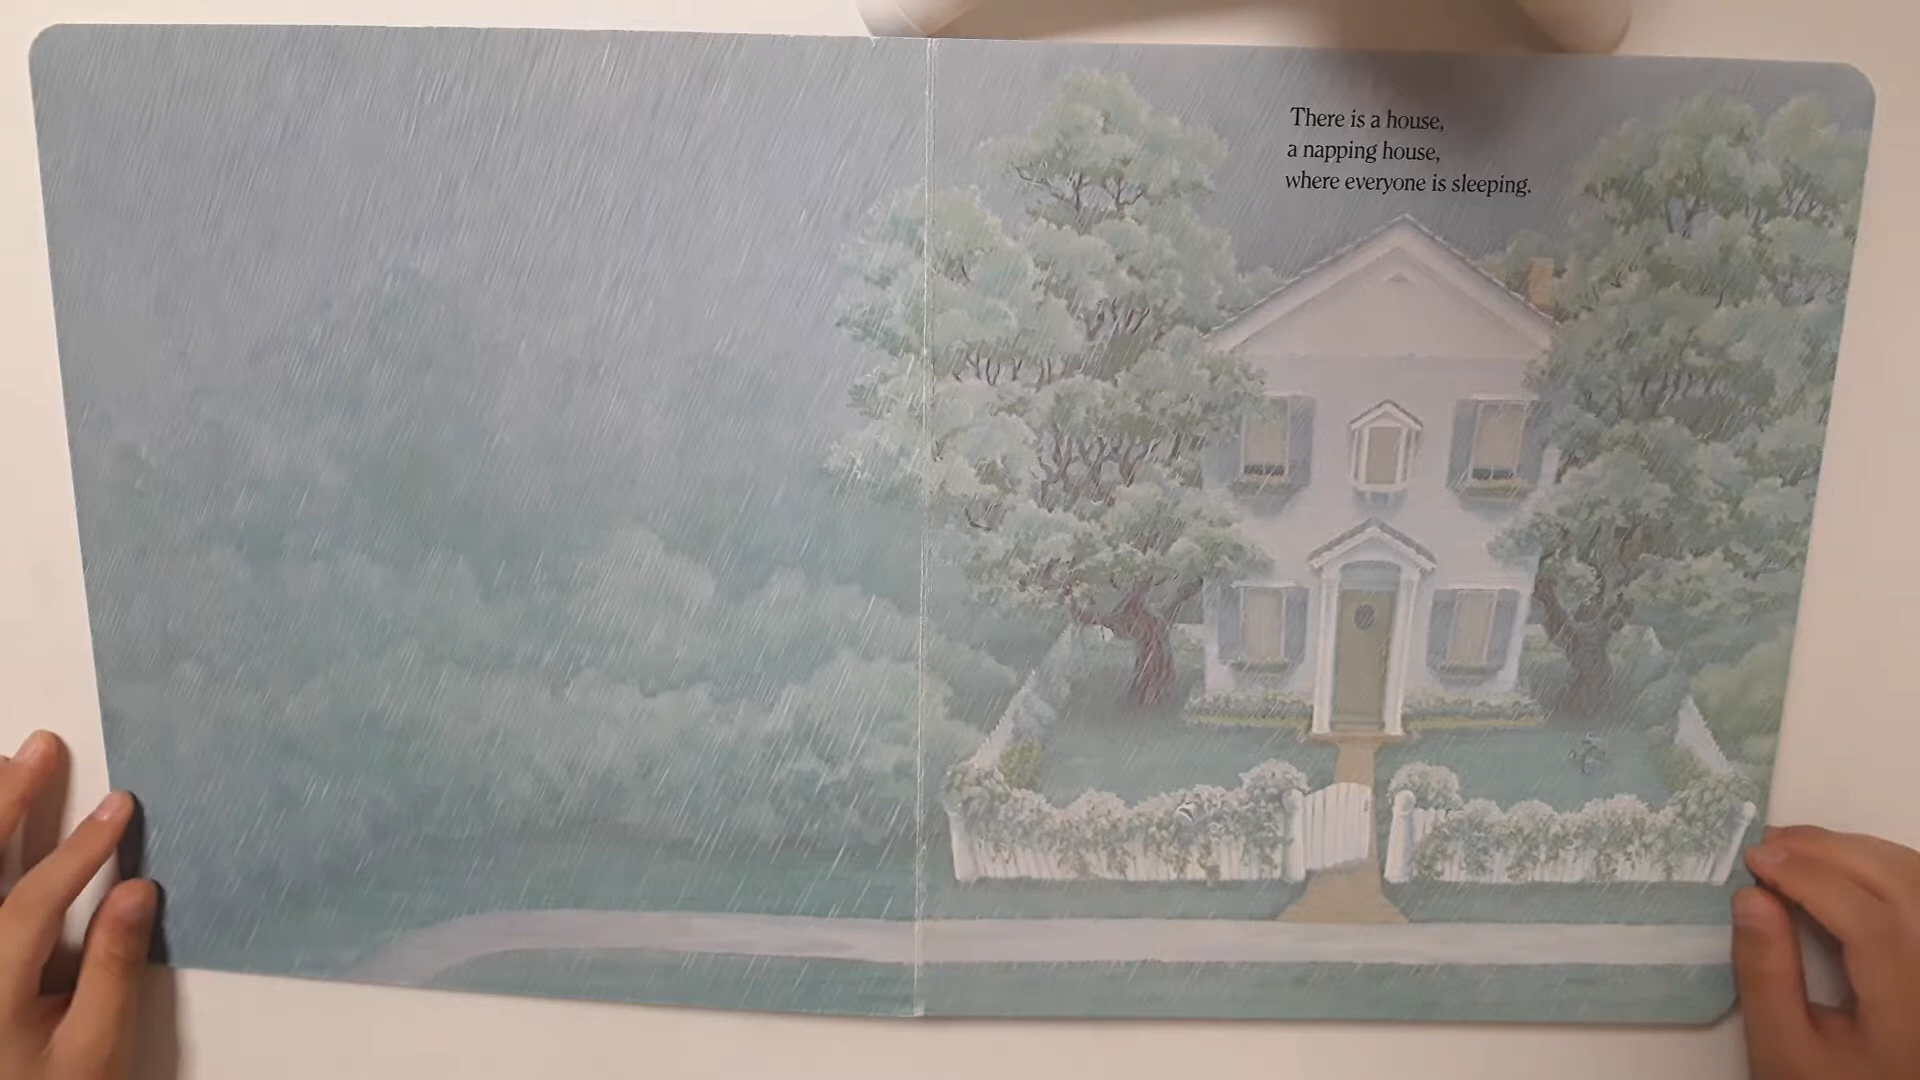 There is a house,
a napping house,
where everyone is sleeping.